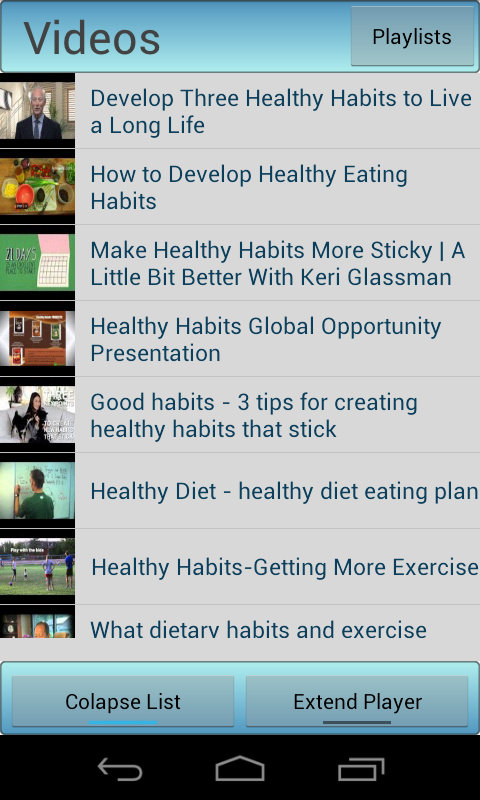 Videos
Playlists
Develop Three Healthy Habits to Live
a Long Life
How to Develop Healthy Eating
Habits
21 DAYS
Make Healthy Habits More Sticky | A
Little Bit Better With Keri Glassman
Healthy Habits Global Opportunity
Presentation
Good habits - 3 tips for creating
healthy habits that stick
Healthy Diet - healthy diet eating plan
Play with the kids
Healthy Habits-Getting More Exercise
What dietary habits and exercise
Colapse List
Extend Player